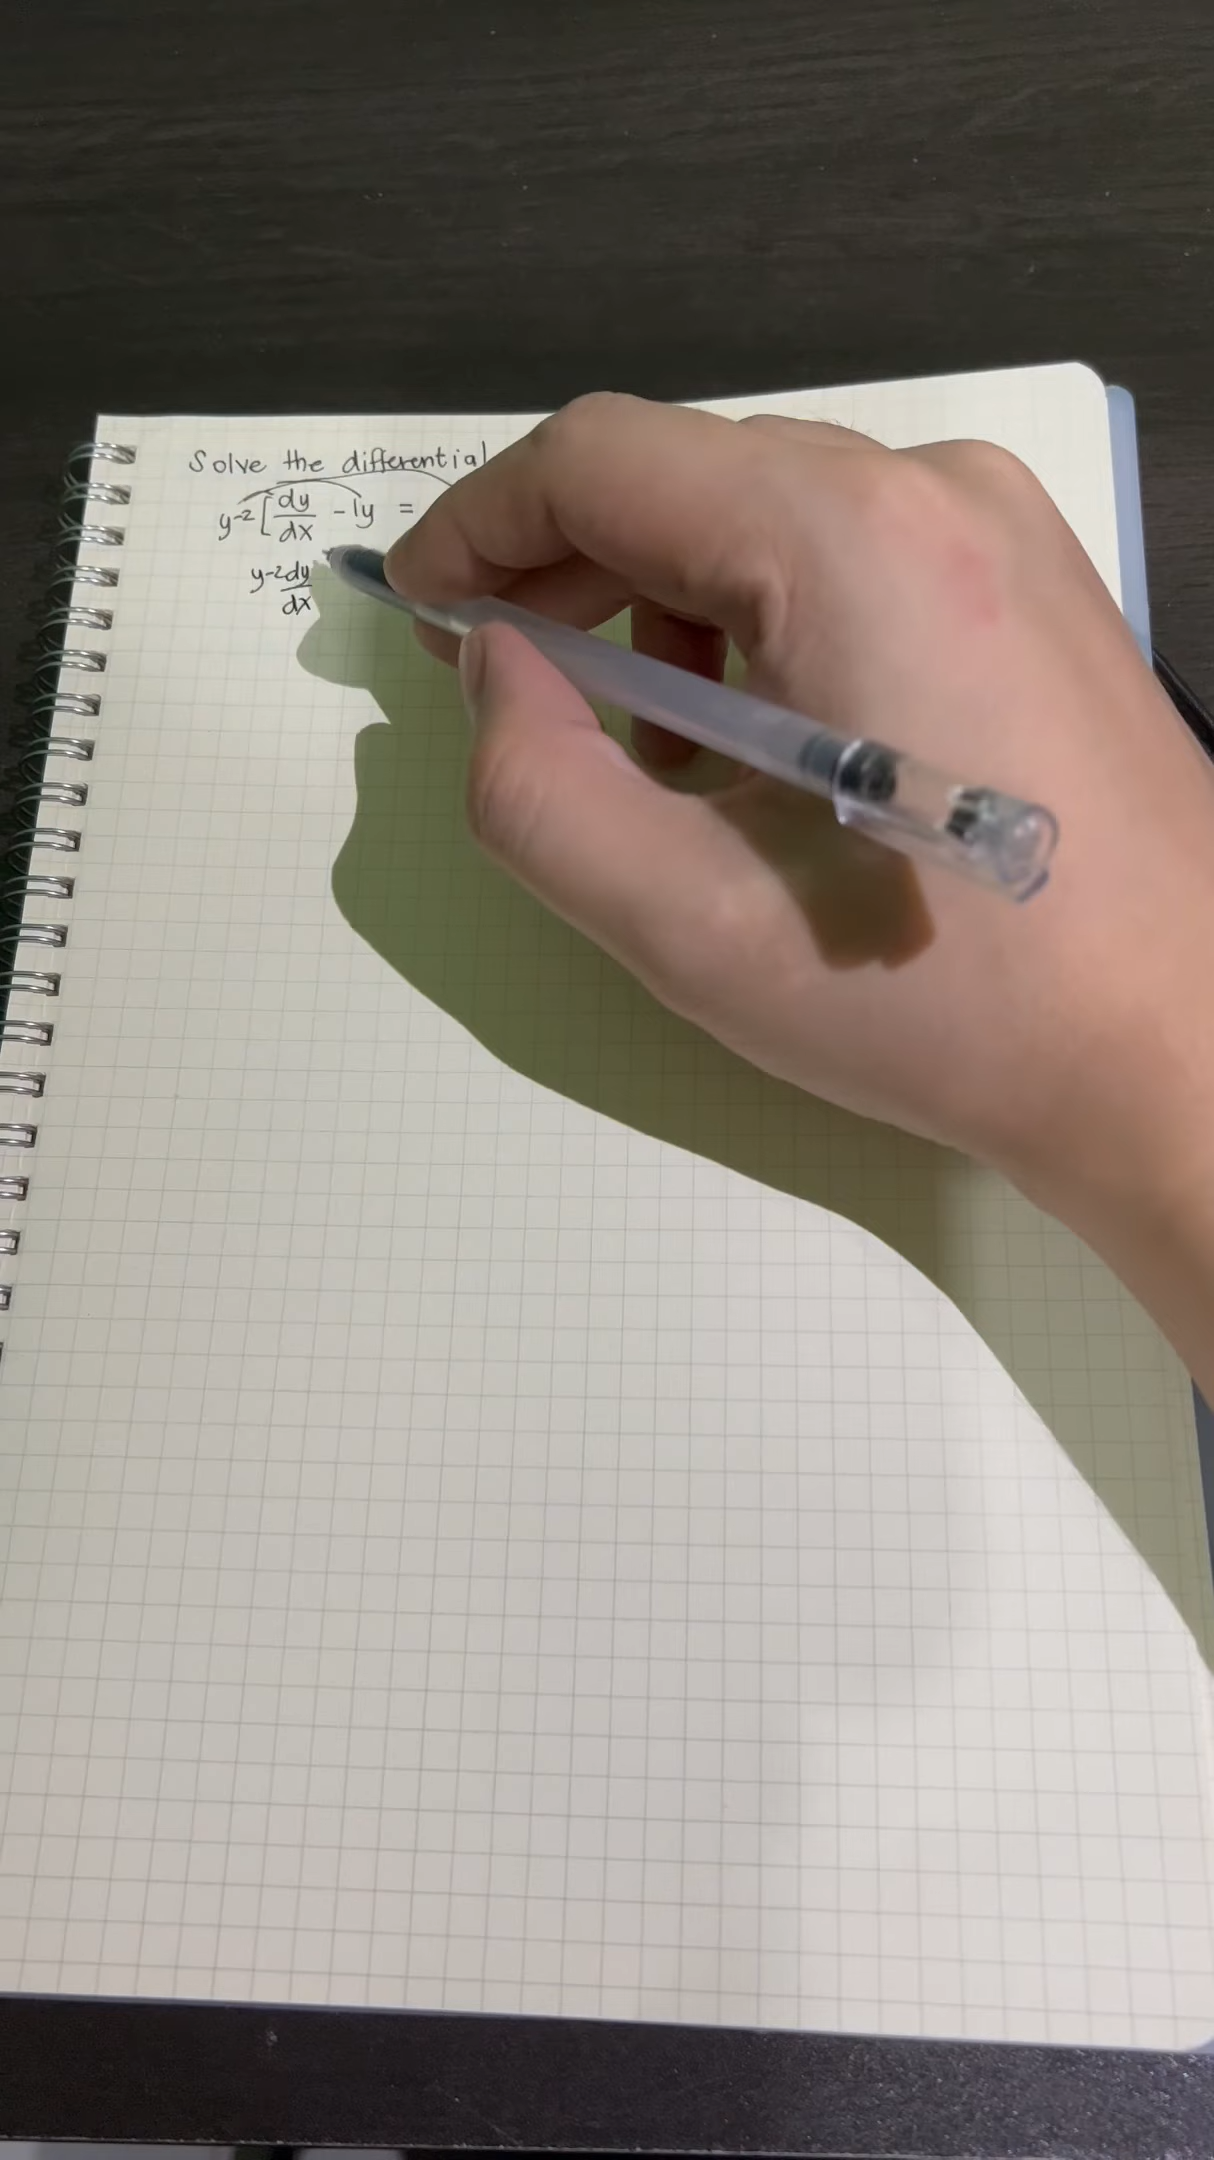 Solve the differential
y-2[dy/dx - 1y =
y-2dy/dx